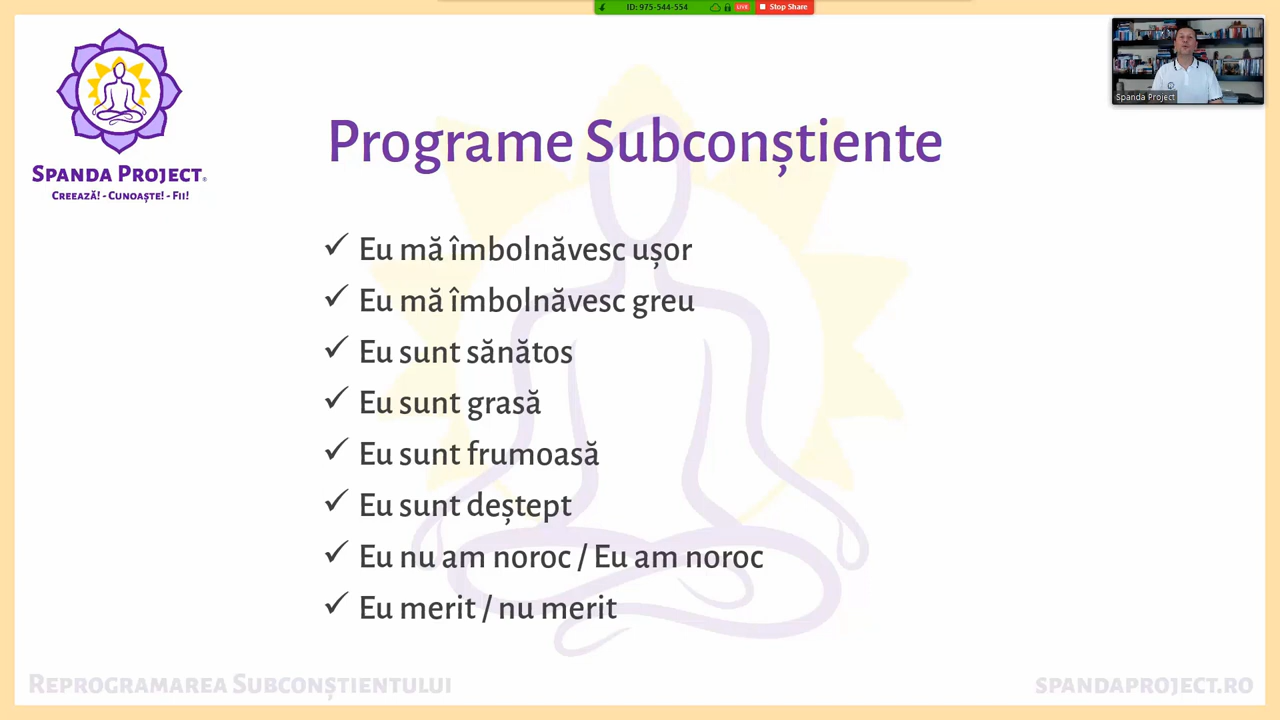 ID: 975-544-554
LIVE
Stop Share
Spanda Project
SPANDA PROJECT®
CREEAZĂ! - CUNOAȘTE! - FII!
Programe Subconștiente
✓ Eu mă îmbolnăvesc ușor
✓ Eu mă îmbolnăvesc greu
✓ Eu sunt sănătos
✓ Eu sunt grasă
✓ Eu sunt frumoasă
✓ Eu sunt deștept
✓ Eu nu am noroc / Eu am noroc
✓ Eu merit / nu merit
REPROGRAMAREA SUBCONȘTIENTULUI
SPANDAPROJECT.RO